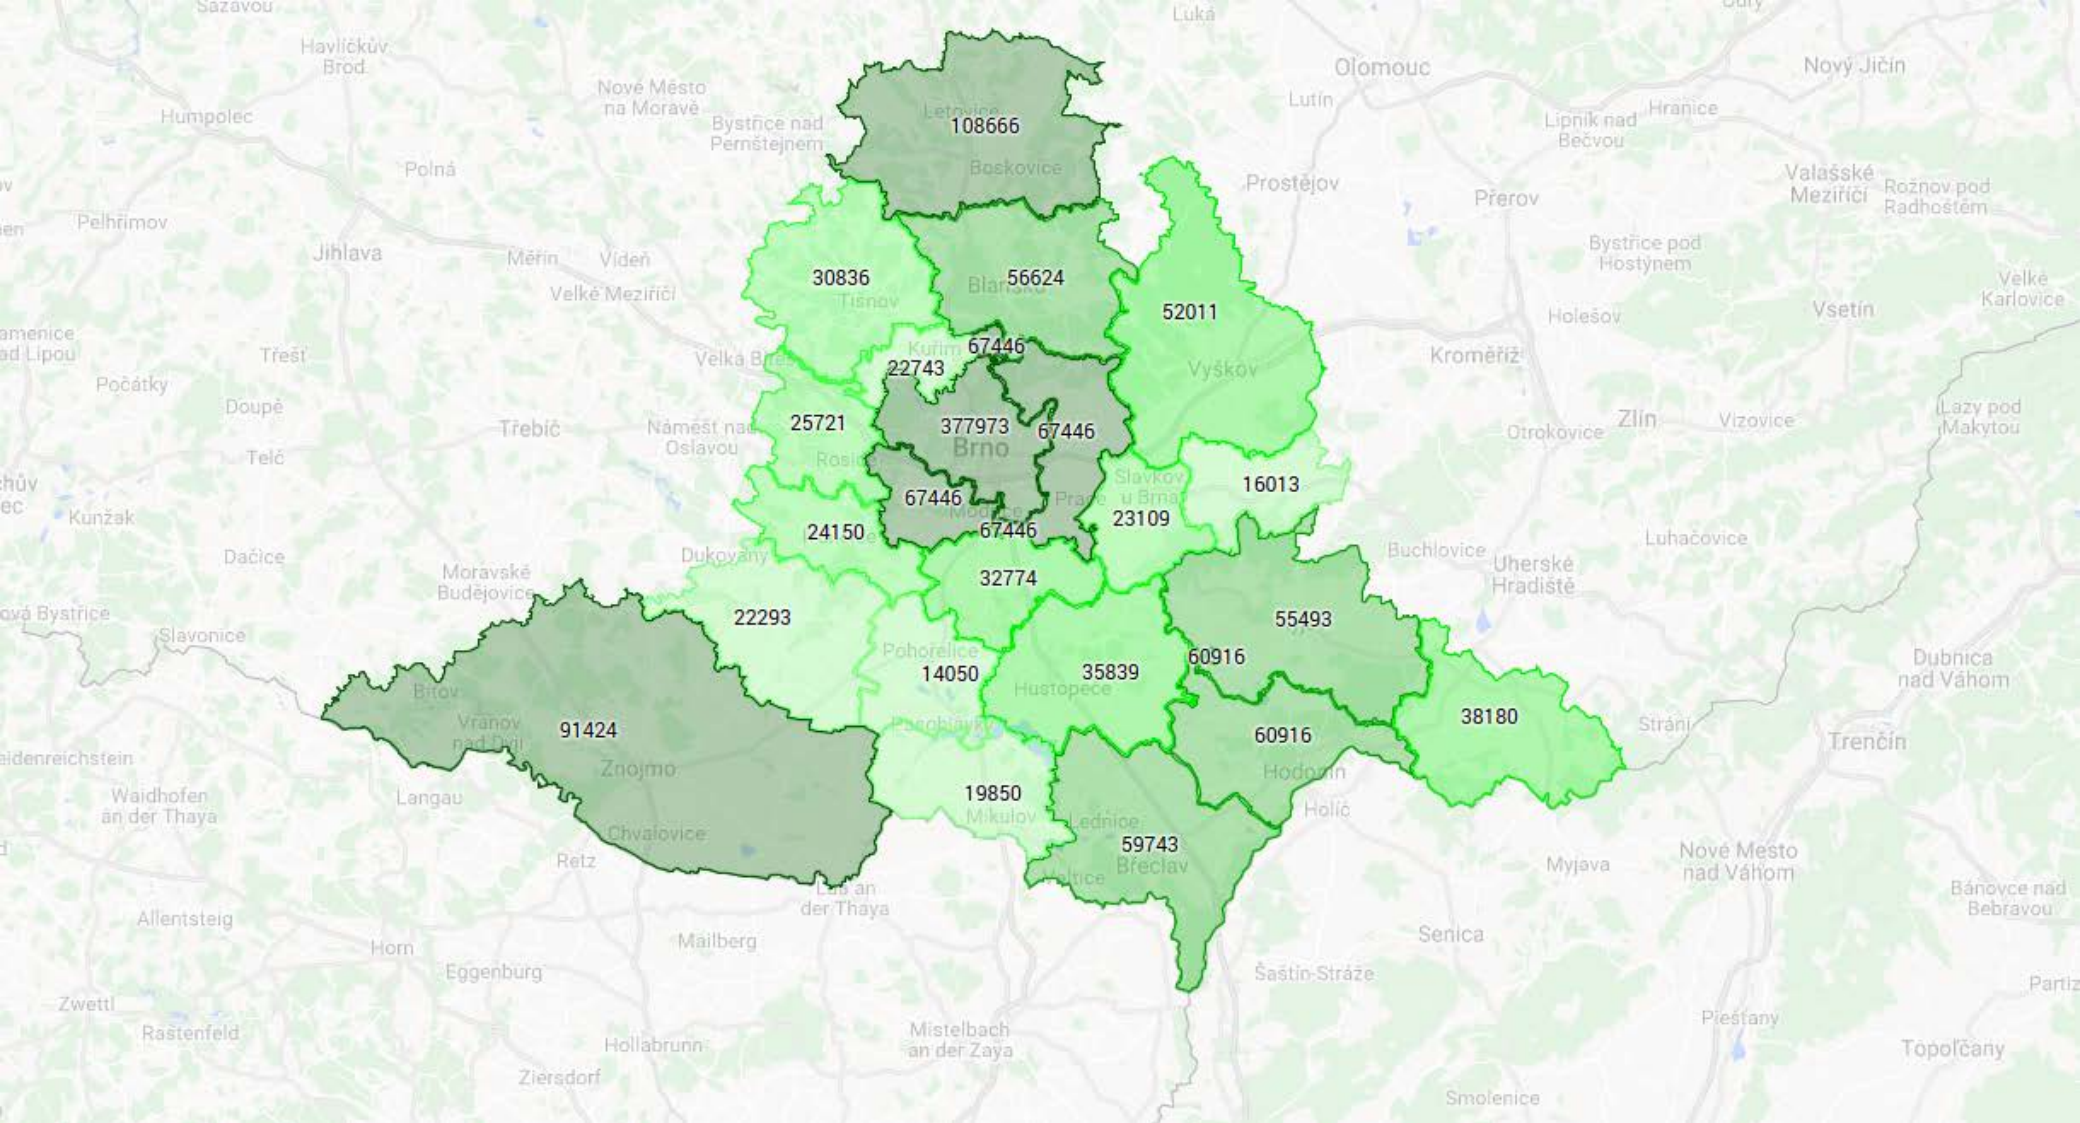 Sázavou
Luká
Havlíčkův
Brod
Olomouc
Nový Jičín
Nové Město
na Moravě
Lutín
Hranice
Humpolec
Letovice
108666
Bystřice nad
Pernštejnem
Lipník nad
Bečvou
Polná
Boskovice
Prostějov
Přerov
Valašské
Meziříčí
Rožnov pod
Radhoštěm
Pelhřimov
Jihlava
Měřín
Vídeň
Bystřice pod
Hostýnem
30836
Tišnov
56624
Velké Meziříčí
Velké
Karlovice
52011
Vsetín
Holešov
Třešť
Kuřim
67446
22743
Velká
Vyškov
Kroměříž
Počátky
Doupě
Třebíč
Náměšť nad
Oslavou
25721
377973
Brno
67446
Otrokovice
Zlín
Vizovice
Lazy pod
Makytou
Telč
Slavkov
u Brna
16013
67446
Kunžak
24150
67446
23109
Dačice
Dukovany
Buchlovice
Luhačovice
Uherské
Hradiště
Moravské
Budějovice
32774
22293
55493
ová Bystřice
Slavonice
Pohořelice
14050
35839
Hustopeče
60916
Dubnica
nad Váhom
Bítov
Vranov
nad Dyjí
91424
Pasohlávky
60916
38180
Strání
Trenčín
eidenreichstein
Znojmo
Hodonín
Waidhofen
an der Thaya
Langau
19850
Mikulov
Holíč
Chvalovice
Lednice
59743
Břeclav
Retz
Valtice
Myjava
Nové Mesto
nad Váhom
Laa an
der Thaya
Bánovce nad
Bebravou
Allentsteig
Horn
Mailberg
Senica
Eggenburg
Šaštín-Stráže
Zwettl
Rastenfeld
Partiz
Piešťany
Mistelbach
an der Zaya
Hollabrunn
Topoľčany
Ziersdorf
Smolenice